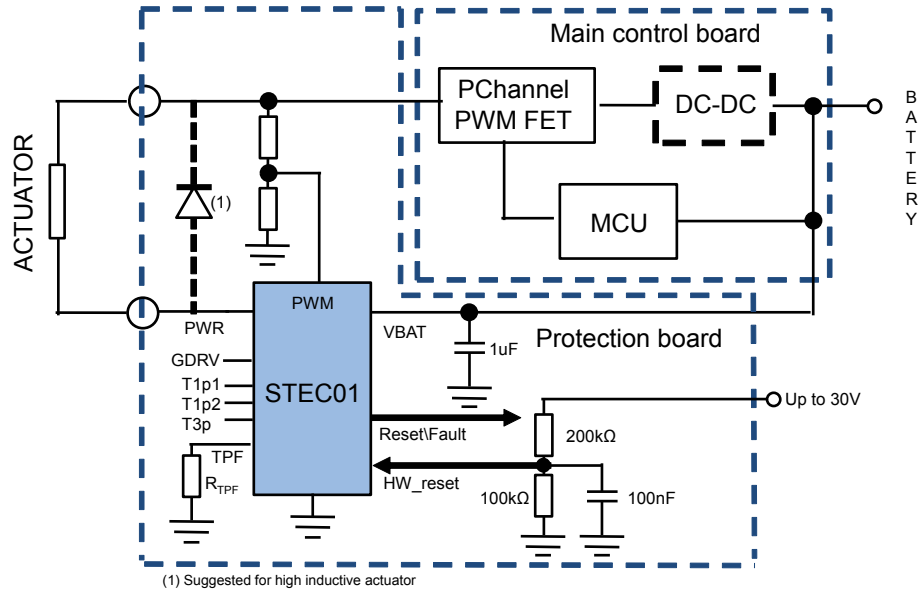 Main control board
PChannel
PWM FET
DC-DC
BATTERY
MCU
ACTUATOR
(1)
PWM
PWR
VBAT
STEC01
GDRV
T1p1
T1p2
T3p
TPF
RTPF
1uF
Protection board
Reset\Fault
HW_reset
Up to 30V
200kΩ
100kΩ
100nF
(1) Suggested for high inductive actuator